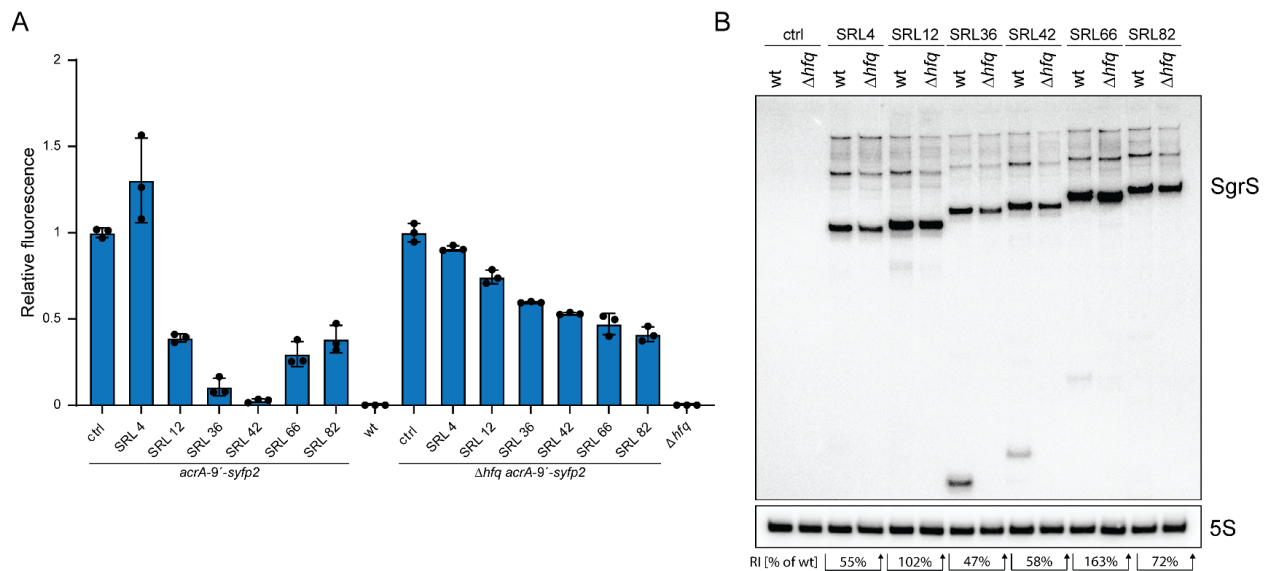 A
Relative fluorescence
2
1.5
1
0.5
0
ctrl
SRL 4
SRL 12
SRL 36
SRL 42
SRL 66
SRL 82
wt
ctrl
SRL 4
SRL 12
SRL 36
SRL 42
SRL 66
SRL 82
Δhfq
acrA-9´-syfp2
Δhfq acrA-9´-syfp2
B
ctrl SRL4 SRL12 SRL36 SRL42 SRL66 SRL82
wt Δhfq wt Δhfq wt Δhfq wt Δhfq wt Δhfq wt Δhfq wt Δhfq
SgrS
5S
RI [% of wt] 55% 102% 47% 58% 163% 72%